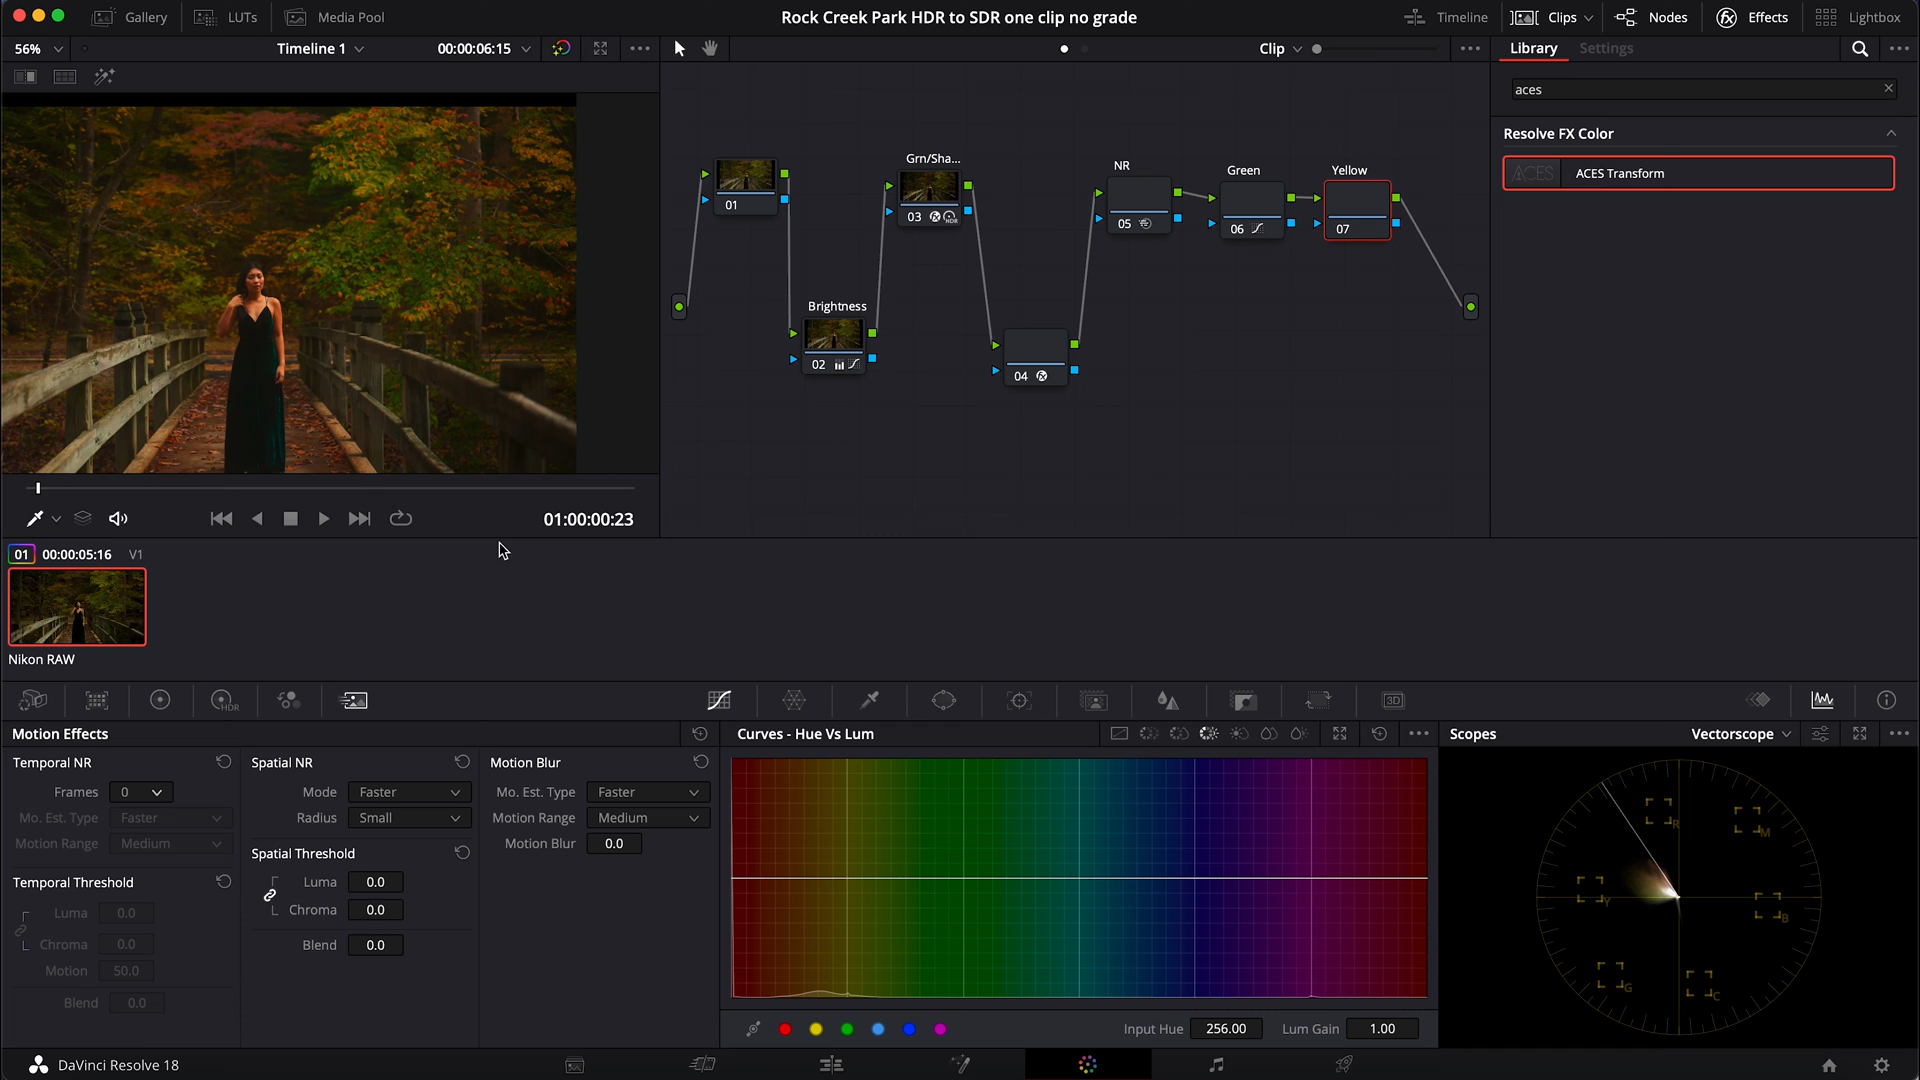 Gallery
LUTs
Media Pool
Rock Creek Park HDR to SDR one clip no grade
Timeline
Clips
Nodes
Effects
Lightbox
56%
Timeline 1
00:00:06:15
Clip
Library
Settings
aces
Resolve FX Color
ACES
ACES Transform
01
Brightness
02
Grn/Sha...
03
HDR
04
NR
05
Green
06
Yellow
07
01:00:00:23
01
00:00:05:16
V1
Nikon RAW
HDR
3D
Motion Effects
Temporal NR
Frames
0
Mo. Est. Type
Faster
Motion Range
Medium
Temporal Threshold
Luma
0.0
Chroma
0.0
Motion
50.0
Blend
0.0
Spatial NR
Mode
Faster
Radius
Small
Spatial Threshold
Luma
0.0
Chroma
0.0
Blend
0.0
Motion Blur
Mo. Est. Type
Faster
Motion Range
Medium
Motion Blur
0.0
Curves - Hue Vs Lum
Input Hue
256.00
Lum Gain
1.00
Scopes
Vectorscope
R
M
Y
B
G
C
DaVinci Resolve 18